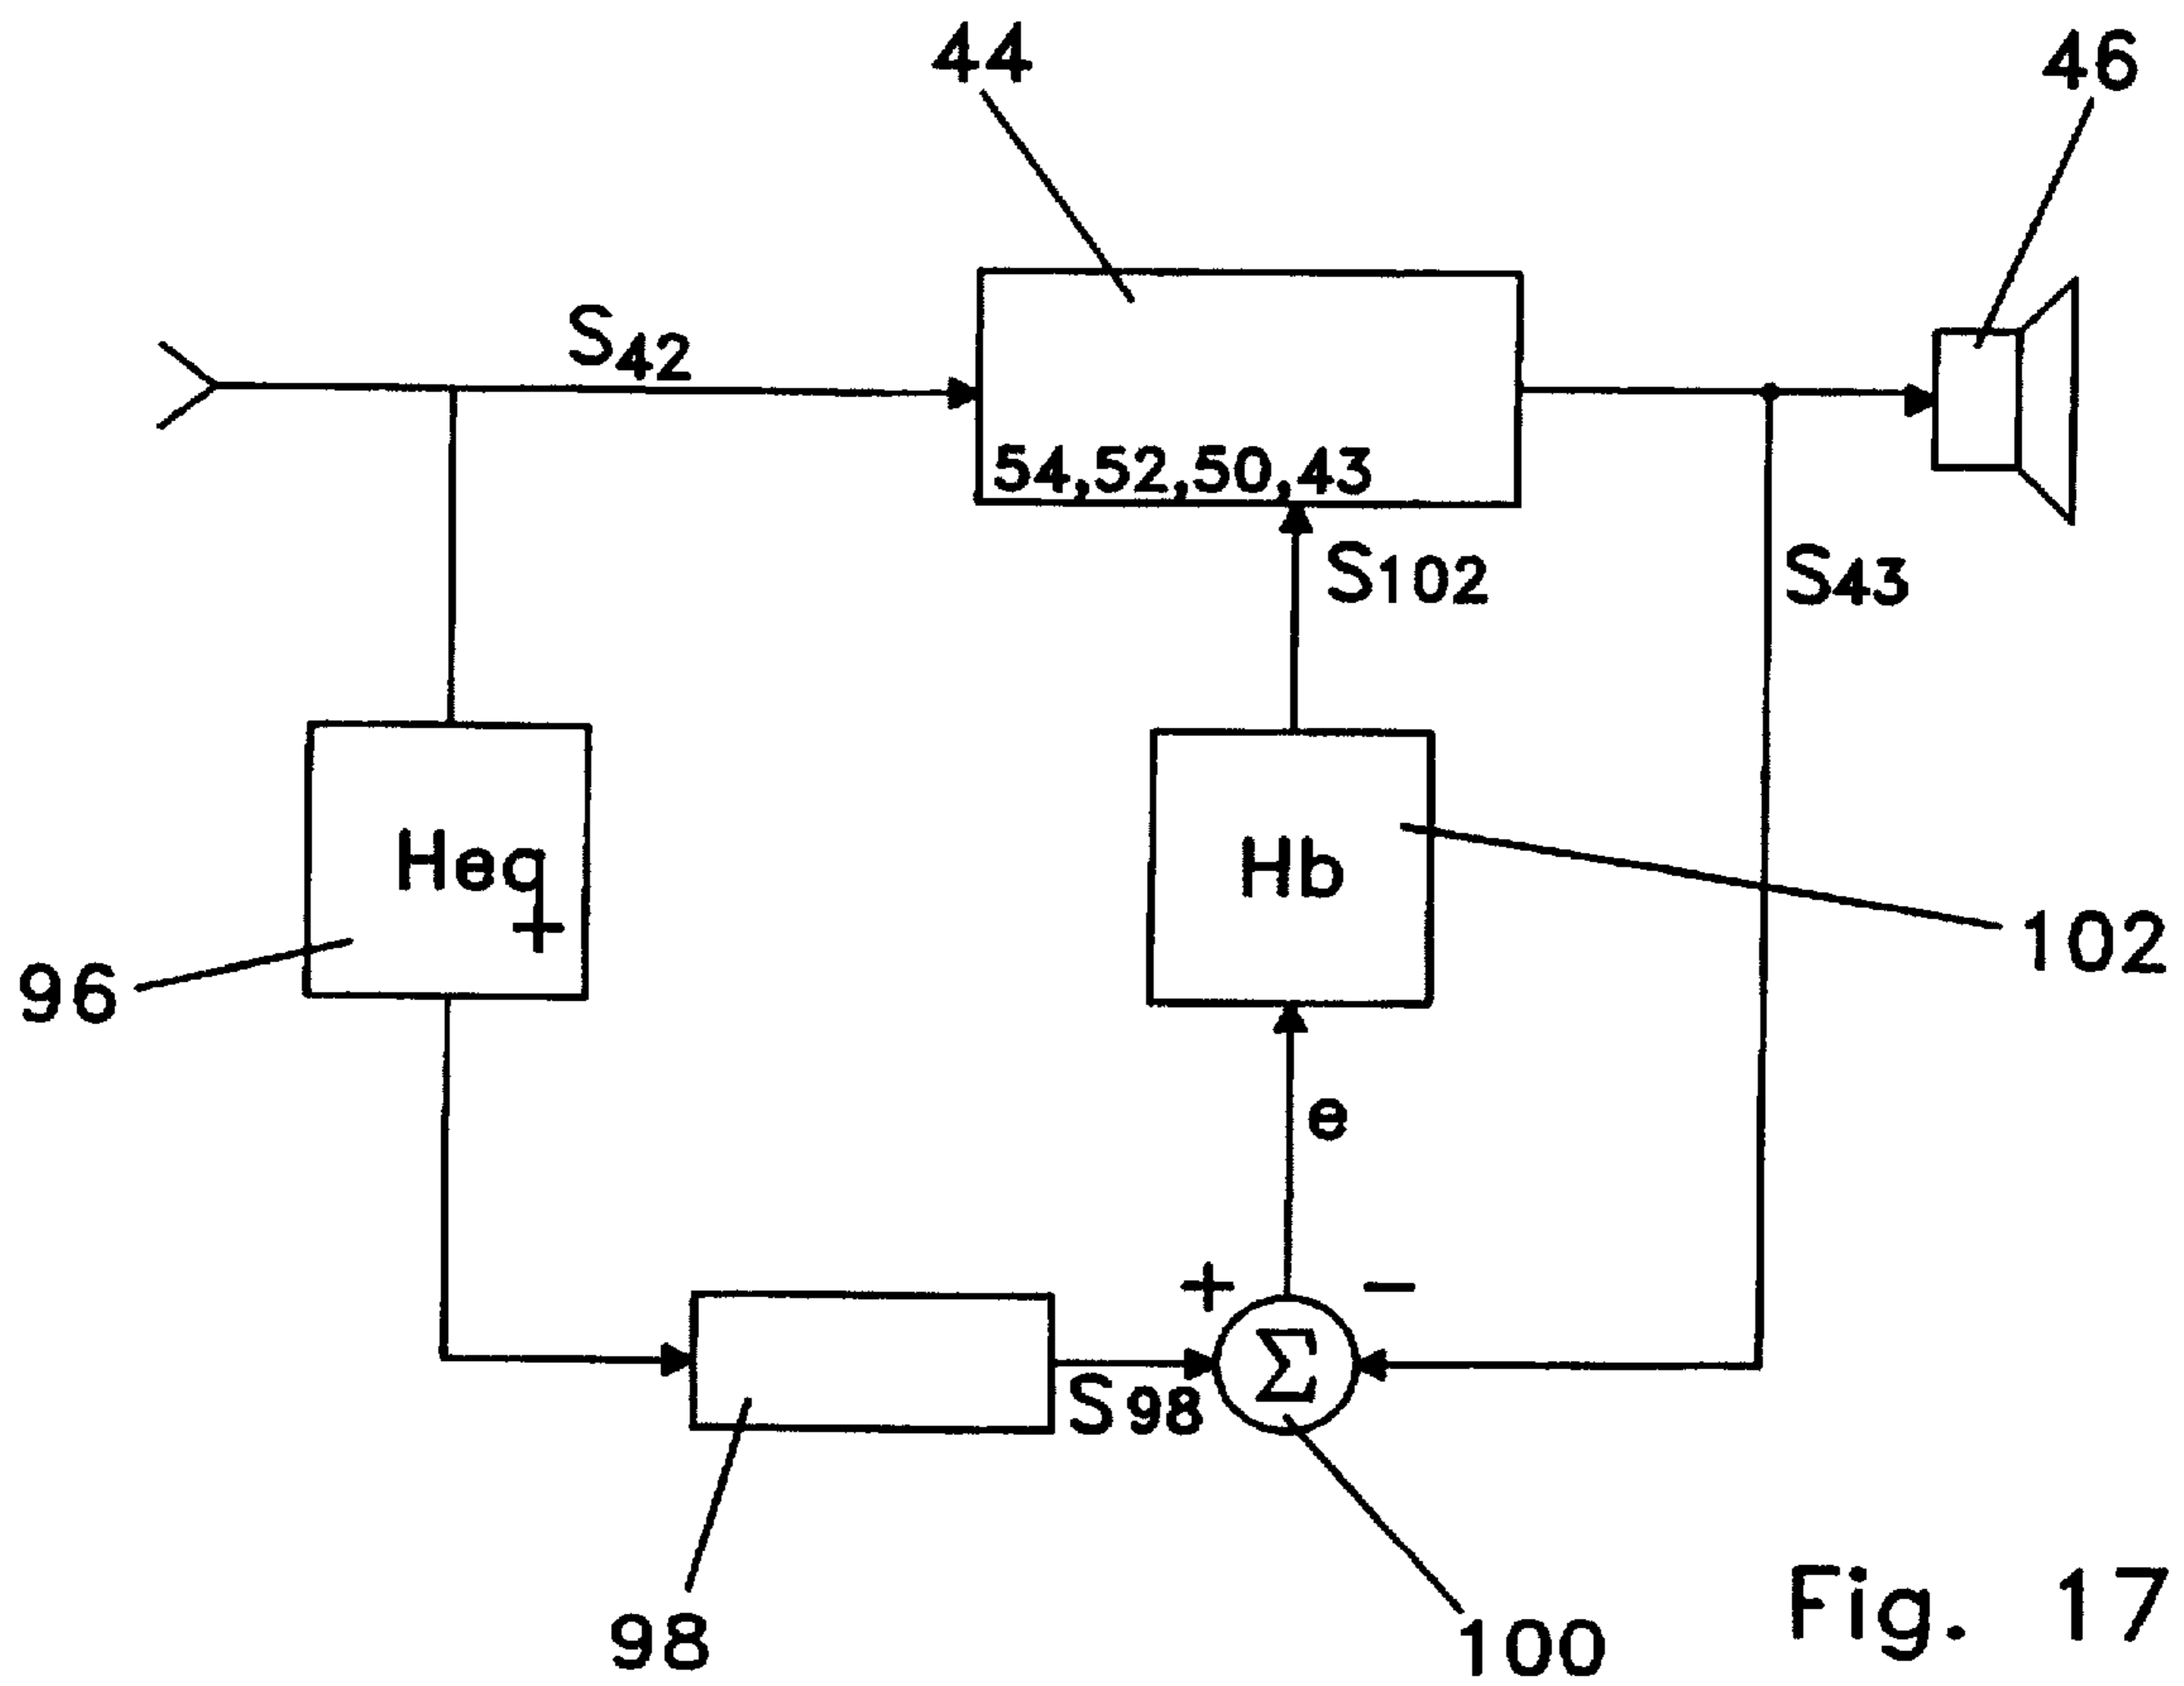 44
46
S42
54,52,50,43
S102
S43
Heq
+
Hb
96
102
e
+
-
Σ
S98
98
100
Fig. 17